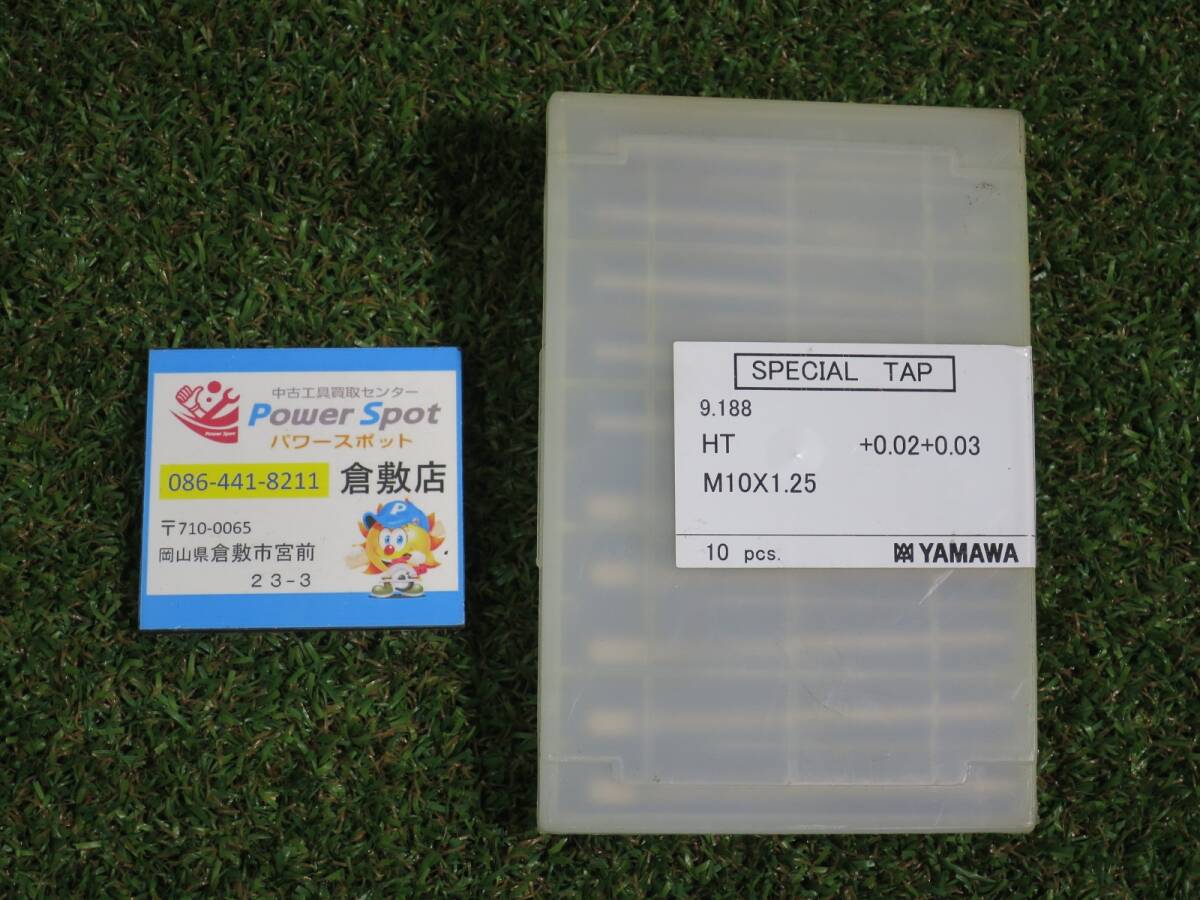 中古工具買取センター
Power Spot
Power Spot
パワースポット
086-441-8211 倉敷店
〒710-0065
岡山県倉敷市宮前
23-3
P
SPECIAL TAP
9.188
HT +0.02+0.03
M10X1.25
10 pcs. YAMAWA